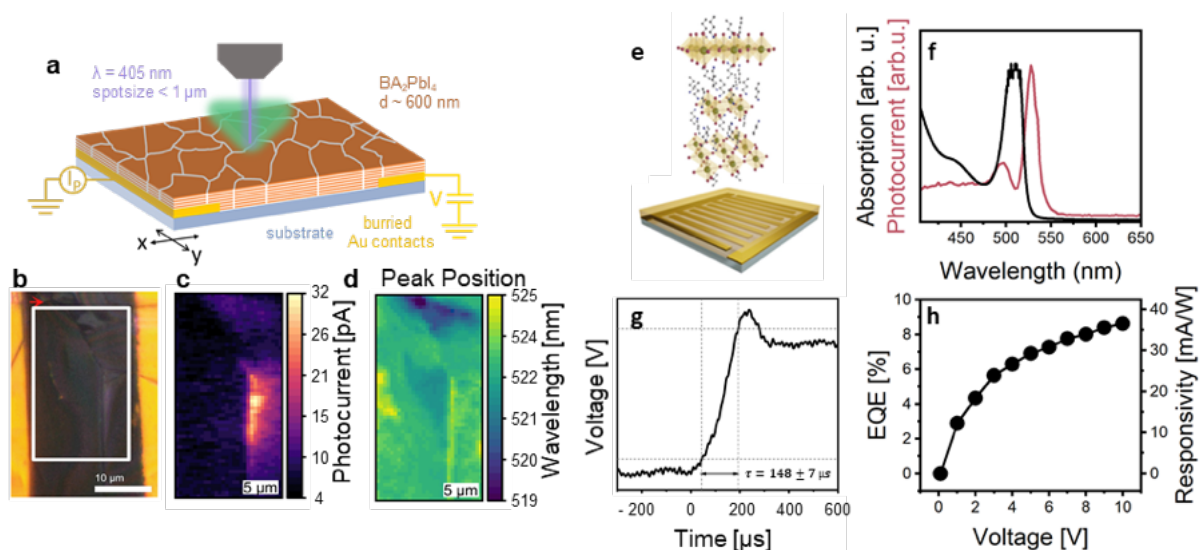 a
λ = 405 nm
spotsize < 1 µm
BA₂PbI₄
d ~ 600 nm
Iₚ
V
substrate
burried
Au contacts
x
y
b
10 µm
c
5 µm
32
29
26
21
18
15
10
7
4
Photocurrent [pA]
d
Peak Position
5 µm
525
524
522
521
520
519
Wavelength [nm]
e
f
Absorption [arb. u.]
Photocurrent [arb.u.]
450
500
550
600
650
Wavelength (nm)
g
Voltage [V]
τ = 148 ± 7 µs
- 200
0
200
400
600
Time [µs]
h
EQE [%]
10
8
6
4
2
0
40
30
20
10
0
Responsivity [mA/W]
0
2
4
6
8
10
Voltage [V]